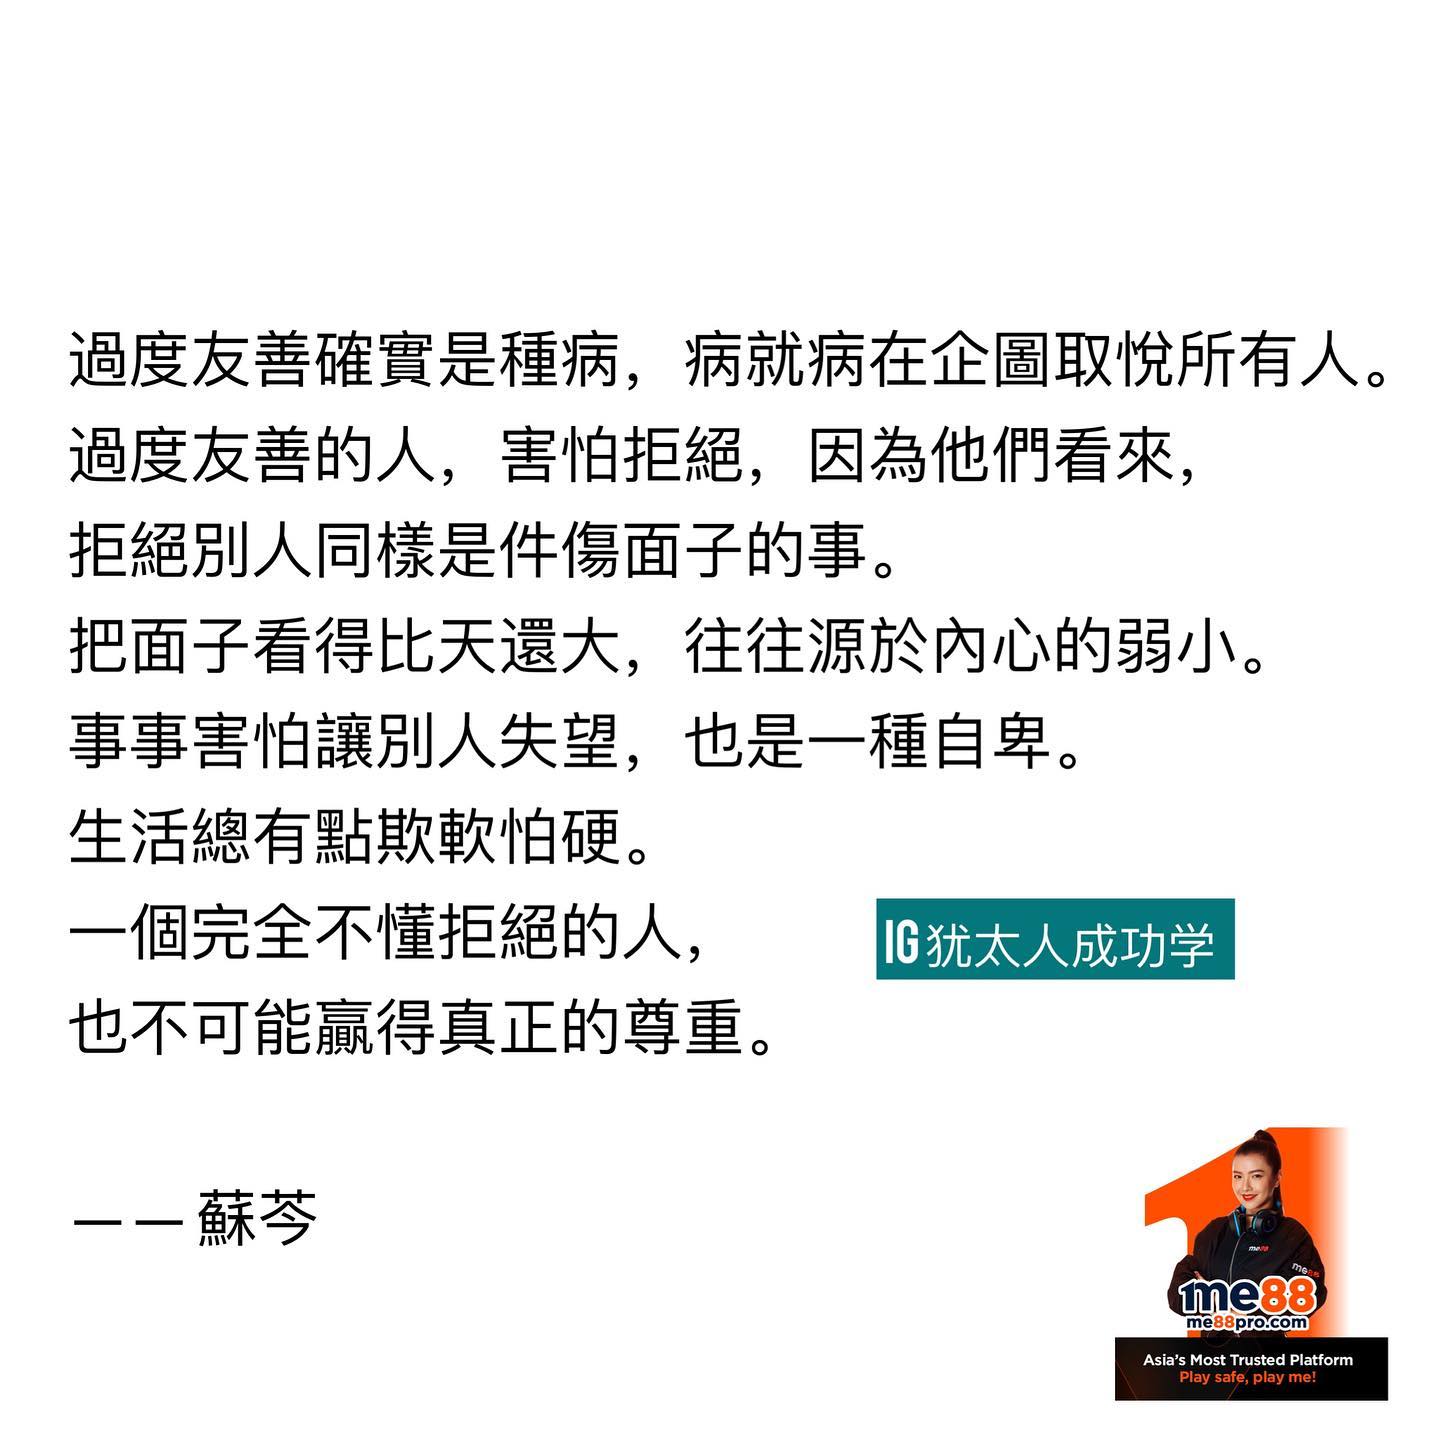 過度友善確實是種病，病就病在企圖取悅所有人。
過度友善的人，害怕拒絕，因為他們看來，
拒絕別人同樣是件傷面子的事。
把面子看得比天還大，往往源於內心的弱小。
事事害怕讓別人失望，也是一種自卑。
生活總有點欺軟怕硬。
一個完全不懂拒絕的人，
也不可能贏得真正的尊重。
IG 犹太人成功学
——蘇芩
me88
me88
1me88
me88pro.com
Asia's Most Trusted Platform
Play safe, play me!